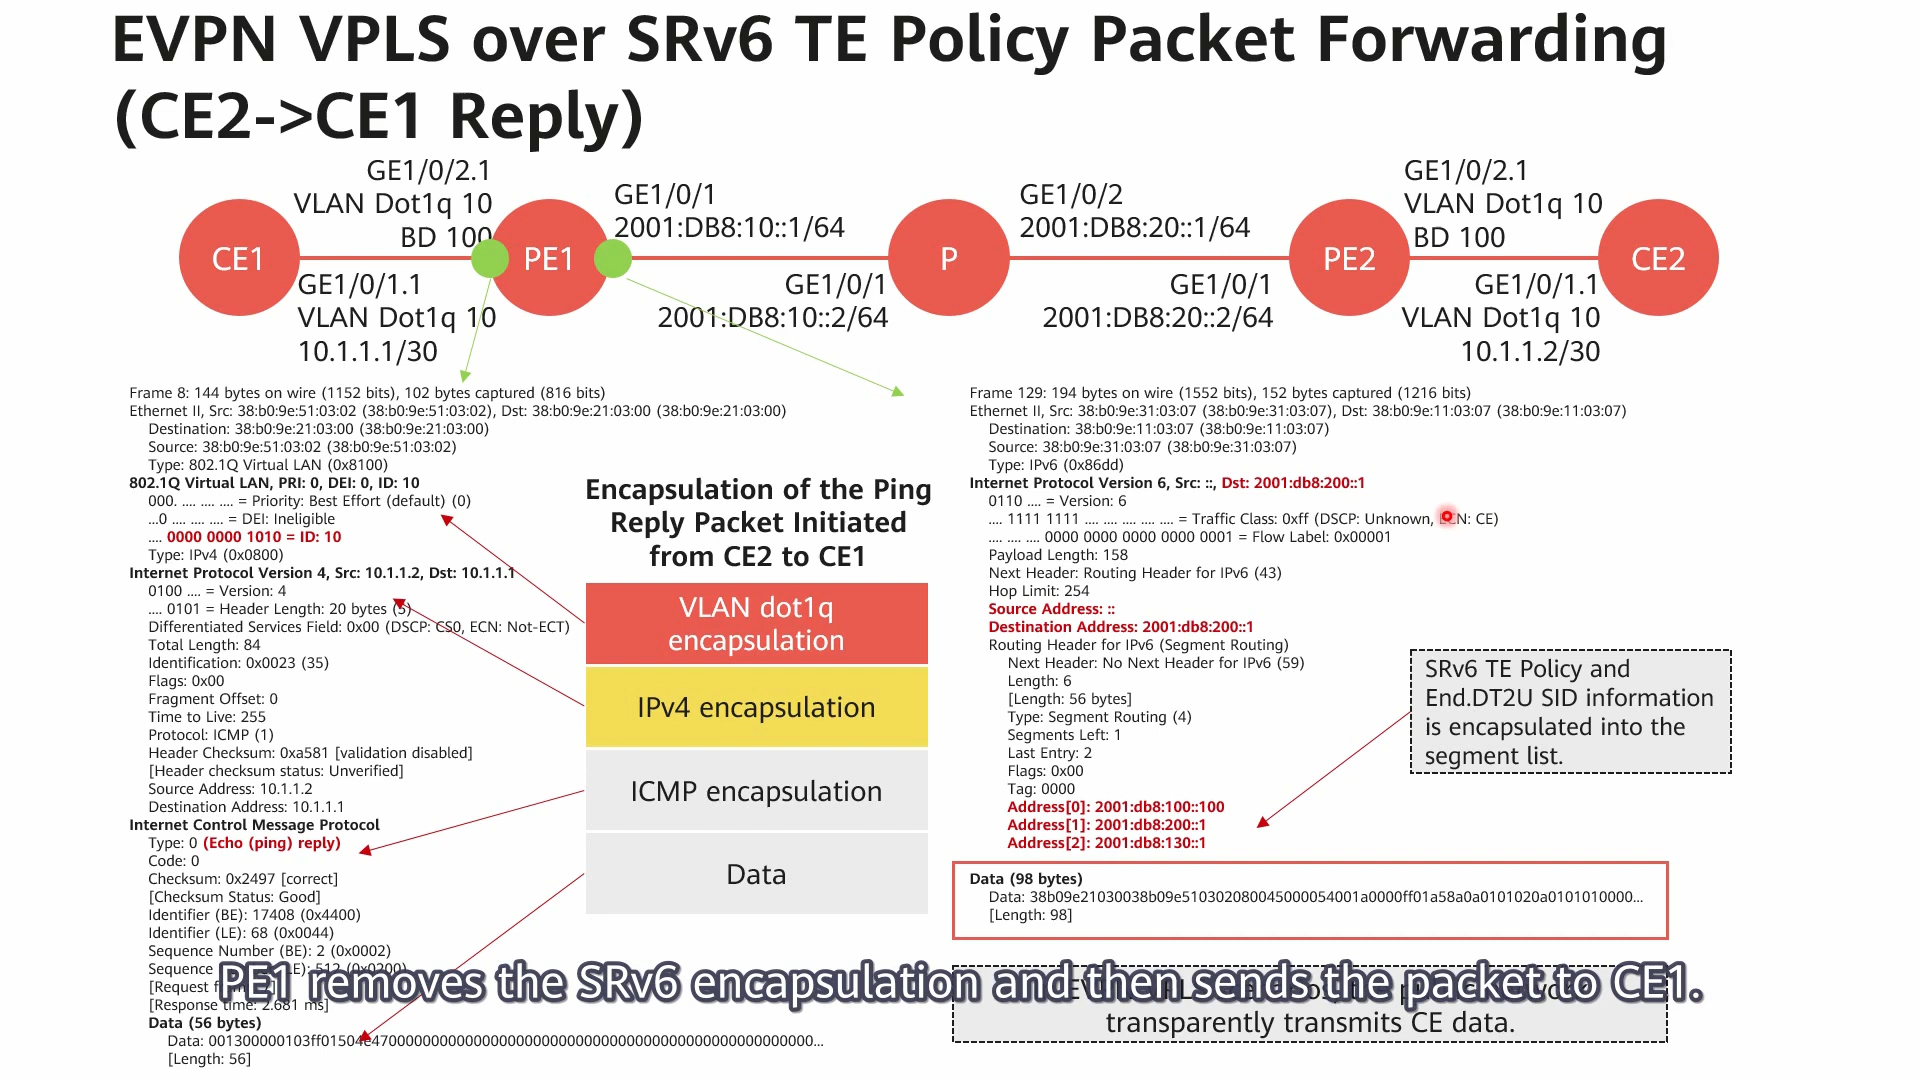 EVPN VPLS over SRv6 TE Policy Packet Forwarding
(CE2->CE1 Reply)
GE1/0/2.1
VLAN Dot1q 10
BD 100
GE1/0/1
2001:DB8:10::1/64
GE1/0/2
2001:DB8:20::1/64
GE1/0/2.1
VLAN Dot1q 10
BD 100
CE1
PE1
P
PE2
CE2
GE1/0/1.1
VLAN Dot1q 10
10.1.1.1/30
GE1/0/1
2001:DB8:10::2/64
GE1/0/1
2001:DB8:20::2/64
GE1/0/1.1
VLAN Dot1q 10
10.1.1.2/30
Frame 8: 144 bytes on wire (1152 bits), 102 bytes captured (816 bits)
Ethernet II, Src: 38:b0:9e:51:03:02 (38:b0:9e:51:03:02), Dst: 38:b0:9e:21:03:00 (38:b0:9e:21:03:00)
Destination: 38:b0:9e:21:03:00 (38:b0:9e:21:03:00)
Source: 38:b0:9e:51:03:02 (38:b0:9e:51:03:02)
Type: 802.1Q Virtual LAN (0x8100)
802.1Q Virtual LAN, PRI: 0, DEI: 0, ID: 10
000. .... .... .... = Priority: Best Effort (default) (0)
...0 .... .... .... = DEI: Ineligible
.... 0000 0000 1010 = ID: 10
Type: IPv4 (0x0800)
Internet Protocol Version 4, Src: 10.1.1.2, Dst: 10.1.1.1
0100 .... = Version: 4
.... 0101 = Header Length: 20 bytes (5)
Differentiated Services Field: 0x00 (DSCP: CS0, ECN: Not-ECT)
Total Length: 84
Identification: 0x0023 (35)
Flags: 0x00
Fragment Offset: 0
Time to Live: 255
Protocol: ICMP (1)
Header Checksum: 0xa581 [validation disabled]
[Header checksum status: Unverified]
Source Address: 10.1.1.2
Destination Address: 10.1.1.1
Internet Control Message Protocol
Type: 0 (Echo (ping) reply)
Code: 0
Checksum: 0x2497 [correct]
[Checksum Status: Good]
Identifier (BE): 17408 (0x4400)
Identifier (LE): 68 (0x0044)
Sequence Number (BE): 2 (0x0002)
Sequence LE): 512 (0x0200)
[Request
[Response time: 2.681 ms]
Data (56 bytes)
Data: 001300000103ff01504e47000000000000000000000000000000000000000000000000...
[Length: 56]
Encapsulation of the Ping
Reply Packet Initiated
from CE2 to CE1
VLAN dot1q
encapsulation
IPv4 encapsulation
ICMP encapsulation
Data
Frame 129: 194 bytes on wire (1552 bits), 152 bytes captured (1216 bits)
Ethernet II, Src: 38:b0:9e:31:03:07 (38:b0:9e:31:03:07), Dst: 38:b0:9e:11:03:07 (38:b0:9e:11:03:07)
Destination: 38:b0:9e:11:03:07 (38:b0:9e:11:03:07)
Source: 38:b0:9e:31:03:07 (38:b0:9e:31:03:07)
Type: IPv6 (0x86dd)
Internet Protocol Version 6, Src: ::, Dst: 2001:db8:200::1
0110 .... = Version: 6
.... 1111 1111 .... .... .... .... .... = Traffic Class: 0xff (DSCP: Unknown, ECN: CE)
.... .... .... 0000 0000 0000 0000 0001 = Flow Label: 0x00001
Payload Length: 158
Next Header: Routing Header for IPv6 (43)
Hop Limit: 254
Source Address: ::
Destination Address: 2001:db8:200::1
Routing Header for IPv6 (Segment Routing)
Next Header: No Next Header for IPv6 (59)
Length: 6
[Length: 56 bytes]
Type: Segment Routing (4)
Segments Left: 1
Last Entry: 2
Flags: 0x00
Tag: 0000
Address[0]: 2001:db8:100::100
Address[1]: 2001:db8:200::1
Address[2]: 2001:db8:130::1
SRv6 TE Policy and
End.DT2U SID information
is encapsulated into the
segment list.
Data (98 bytes)
Data: 38b09e21030038b09e510302080045000054001a0000ff01a58a0a0101020a0101010000...
[Length: 98]
transparently transmits CE data.
PE1 removes the SRv6 encapsulation and then sends the packet to CE1.